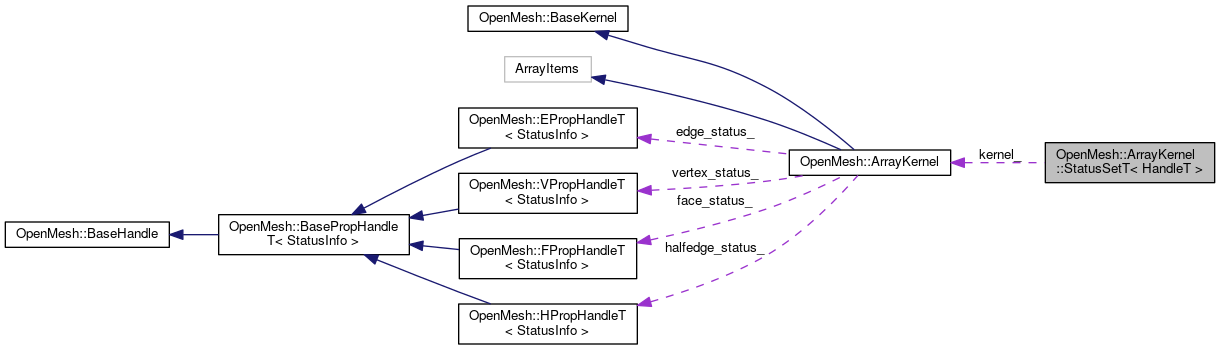 OpenMesh::BaseKernel
ArrayItems
OpenMesh::EPropHandleT
< StatusInfo >
edge_status_
OpenMesh::ArrayKernel
kernel_
OpenMesh::ArrayKernel
::StatusSetT< HandleT >
OpenMesh::VPropHandleT
< StatusInfo >
vertex_status_
face_status_
OpenMesh::BaseHandle
OpenMesh::BasePropHandle
T< StatusInfo >
OpenMesh::FPropHandleT
< StatusInfo >
halfedge_status_
OpenMesh::HPropHandleT
< StatusInfo >